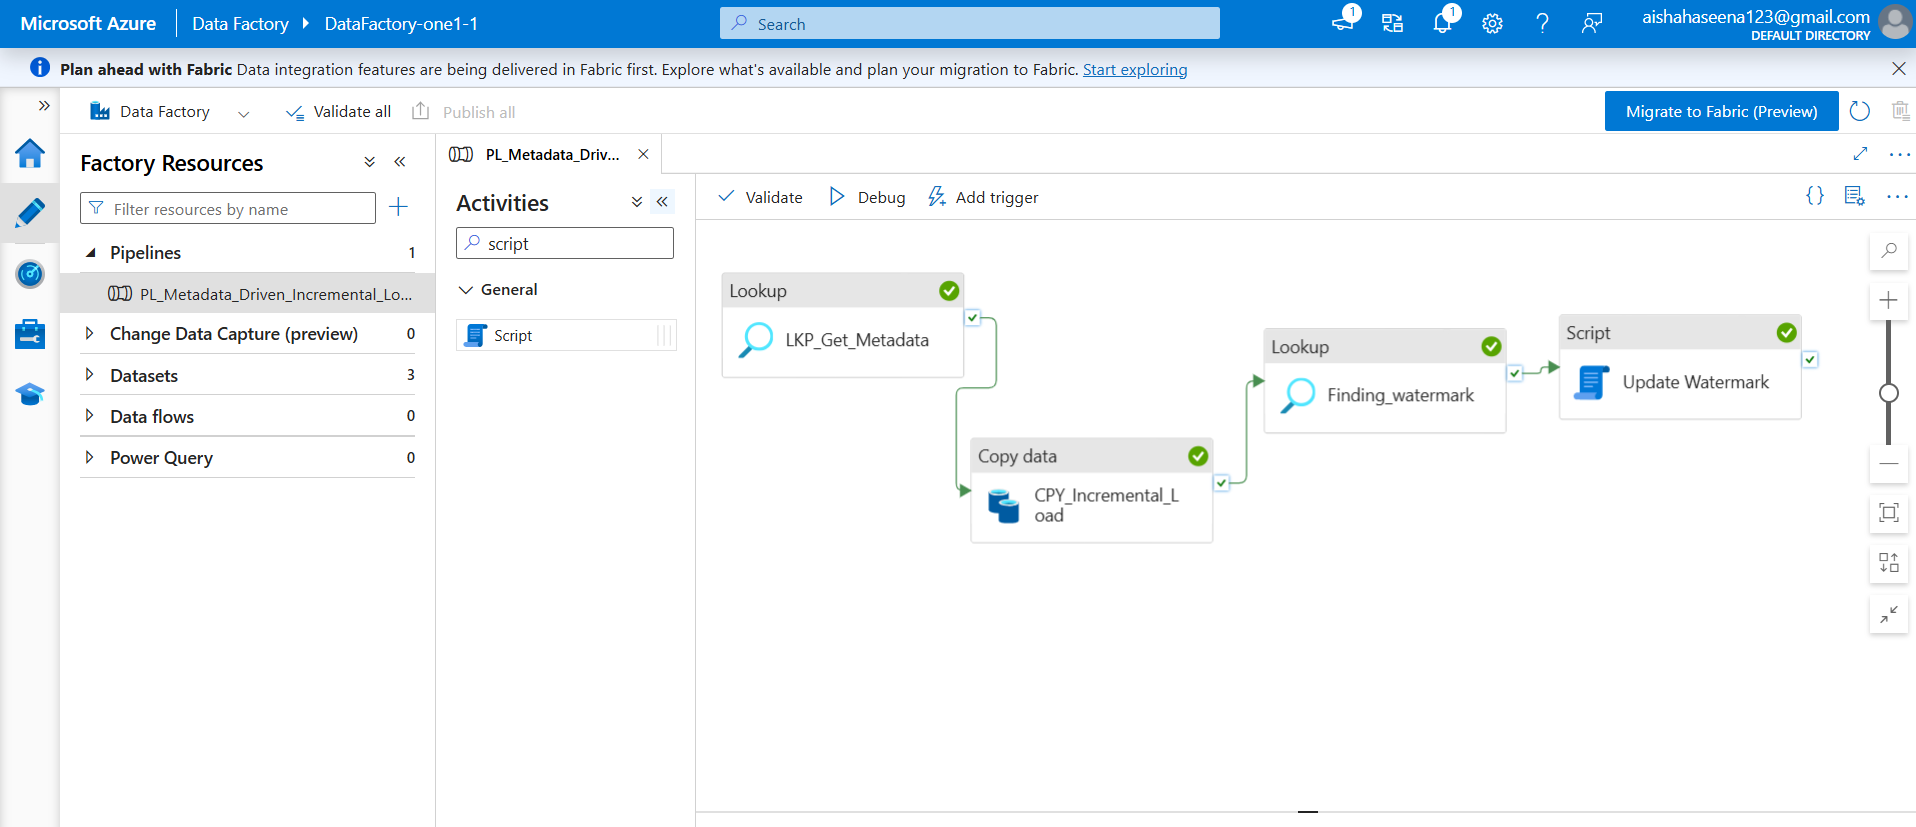 Microsoft Azure
Data Factory
DataFactory-one1-1
Search
1
1
?
aishahaseena123@gmail.com
DEFAULT DIRECTORY
Plan ahead with Fabric Data integration features are being delivered in Fabric first. Explore what's available and plan your migration to Fabric. Start exploring
Data Factory
Validate all
Publish all
Migrate to Fabric (Preview)
Factory Resources
Filter resources by name
Pipelines 1
PL_Metadata_Driven_Incremental_Lo...
Change Data Capture (preview) 0
Datasets 3
Data flows 0
Power Query 0
PL_Metadata_Driv...
Activities
script
General
Script
Validate
Debug
Add trigger
{}
Lookup
LKP_Get_Metadata
Copy data
CPY_Incremental_L
oad
Lookup
Finding_watermark
Script
Update Watermark